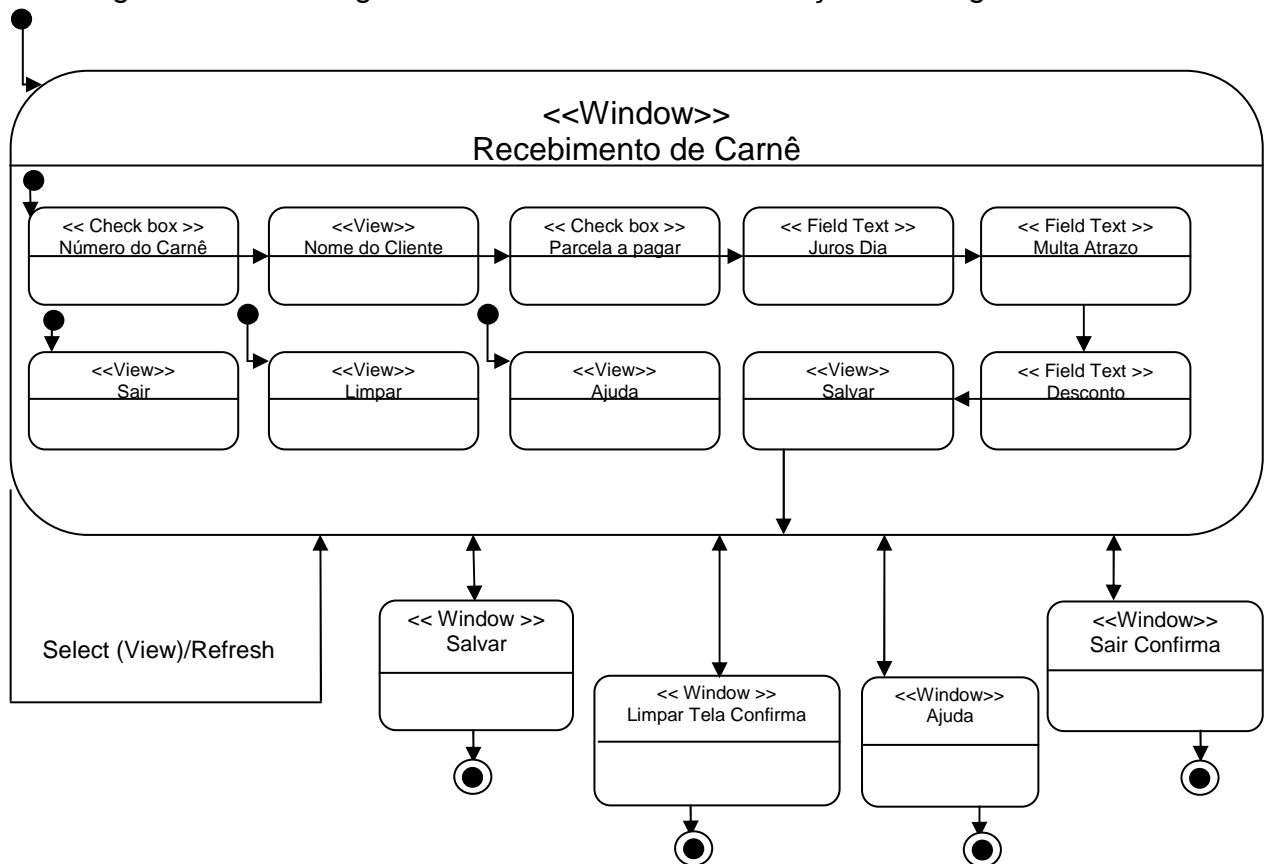 <<Window>>
Recebimento de Carnê
<< Check box >>
Número do Carnê
<<View>>
Nome do Cliente
<< Check box >>
Parcela a pagar
<< Field Text >>
Juros Dia
<< Field Text >>
Multa Atrazo
<<View>>
Sair
<<View>>
Limpar
<<View>>
Ajuda
<<View>>
Salvar
<< Field Text >>
Desconto
Select (View)/Refresh
<< Window >>
Salvar
<< Window >>
Limpar Tela Confirma
<<Window>>
Ajuda
<<Window>>
Sair Confirma